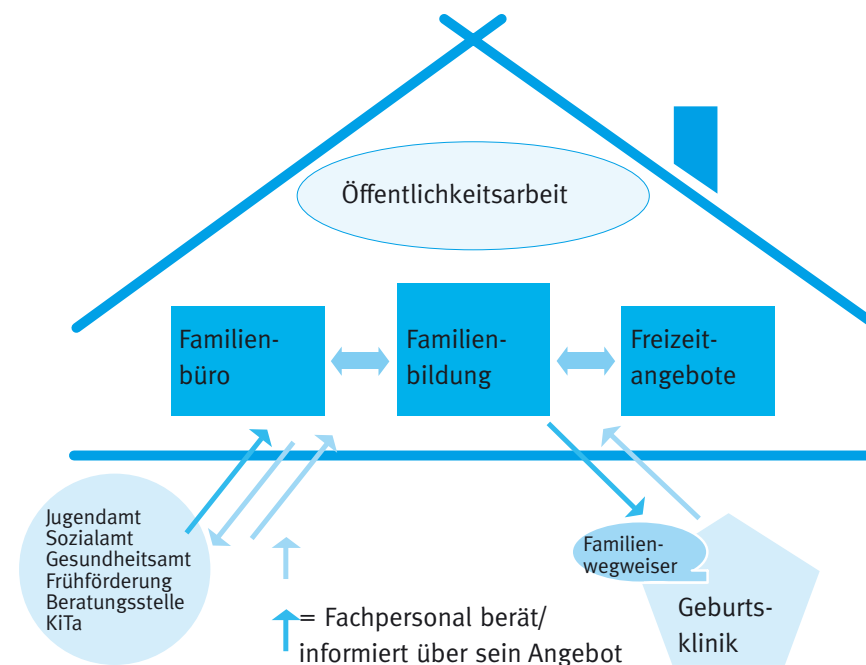 Öffentlichkeitsarbeit
Familien-
büro
Familien-
bildung
Freizeit-
angebote
Jugendamt
Sozialamt
Gesundheitsamt
Frühförderung
Beratungsstelle
KiTa
Familien-
wegweiser
Geburts-
klinik
= Fachpersonal berät/
informiert über sein Angebot